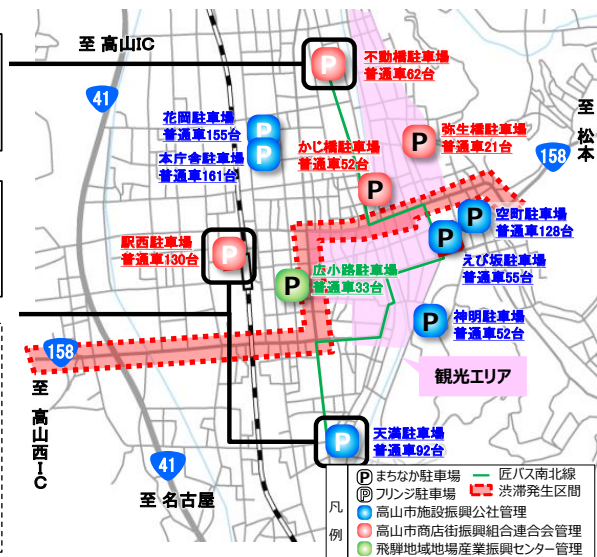 至 高山IC
不動橋駐車場
普通車62台
P
41
花岡駐車場
普通車155台
P
本庁舎駐車場
普通車161台
P
かじ橋駐車場
普通車52台
P
弥生橋駐車場
普通車21台
P
至 松本
158
空町駐車場
普通車128台
P
えび坂駐車場
普通車55台
P
駅西駐車場
普通車130台
P
広小路駐車場
普通車33台
P
神明駐車場
普通車52台
P
158
観光エリア
至 高山西IC
天満駐車場
普通車92台
P
41
至 名古屋
凡例
P まちなか駐車場
P フリンジ駐車場
匠バス南北線
渋滞発生区間
高山市施設振興公社管理
高山市商店街振興組合連合会管理
飛騨地域地場産業振興センター管理